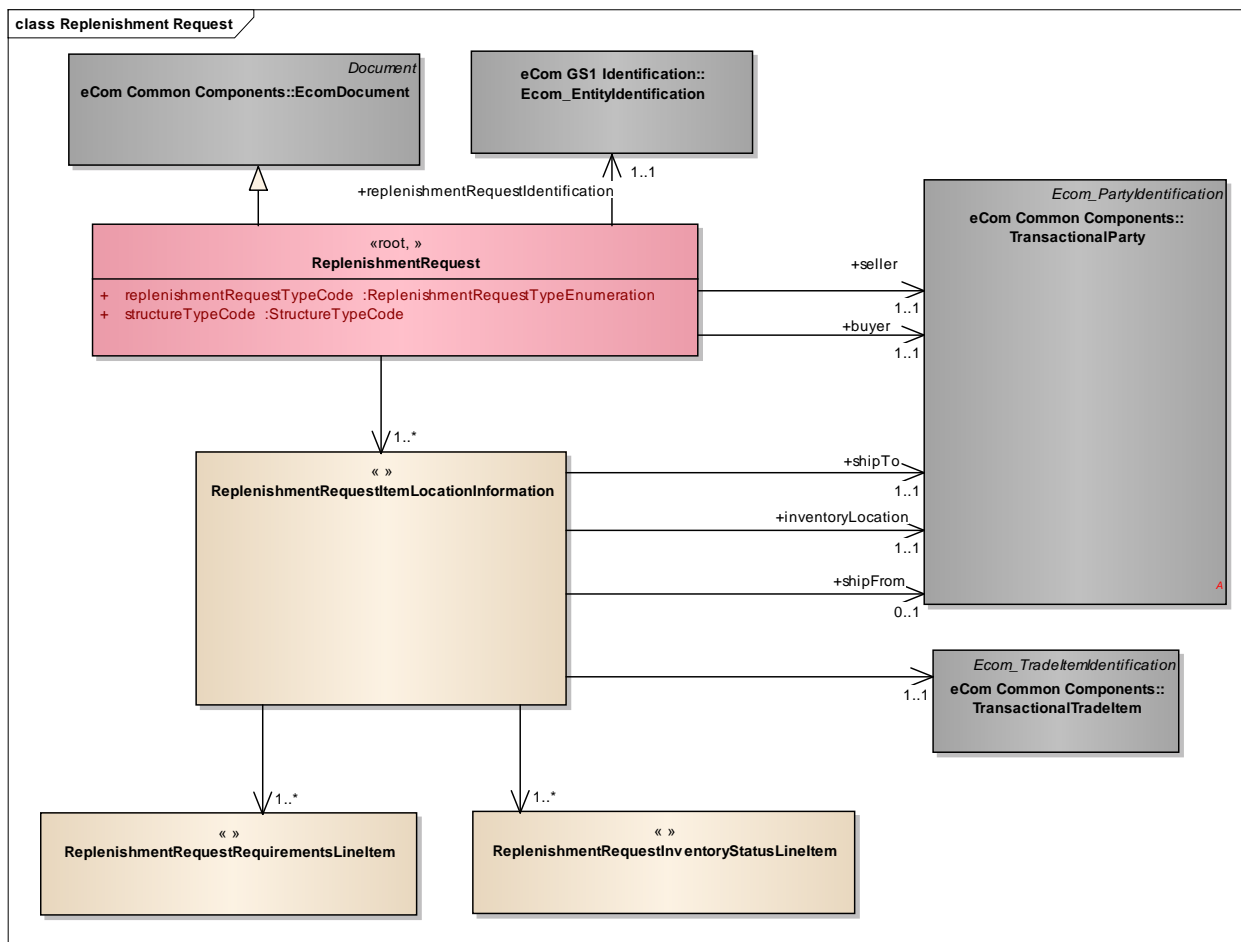 class Replenishment Request
Document
eCom Common Components::EcomDocument
eCom GS1 Identification::
Ecom_EntityIdentification
1..1
+replenishmentRequestIdentification
Ecom_PartyIdentification
eCom Common Components::
TransactionalParty
«root, »
ReplenishmentRequest
+ replenishmentRequestTypeCode :ReplenishmentRequestTypeEnumeration
+ structureTypeCode :StructureTypeCode
+seller
1..1
+buyer
1..1
1..*
« »
ReplenishmentRequestItemLocationInformation
+shipTo
1..1
+inventoryLocation
1..1
+shipFrom
0..1
A
Ecom_TradeItemIdentification
eCom Common Components::
TransactionalTradeItem
1..1
1..*
1..*
« »
ReplenishmentRequestRequirementsLineItem
« »
ReplenishmentRequestInventoryStatusLineItem